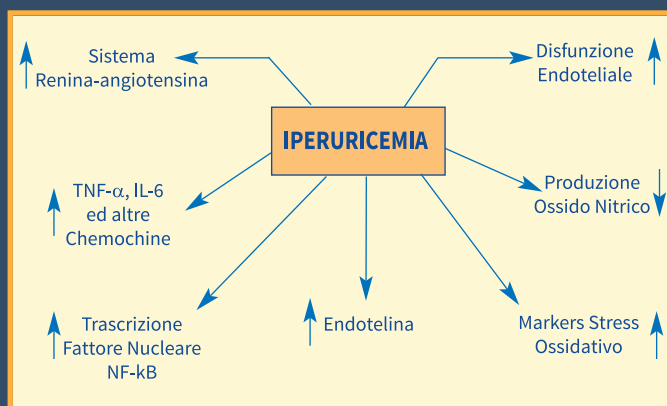 Sistema
Renina-angiotensina
Disfunzione
Endoteliale
IPERURICEMIA
TNF-α, IL-6
ed altre
Chemochine
Produzione
Ossido Nitrico
Trascrizione
Fattore Nucleare
NF-kB
Endotelina
Markers Stress
Ossidativo